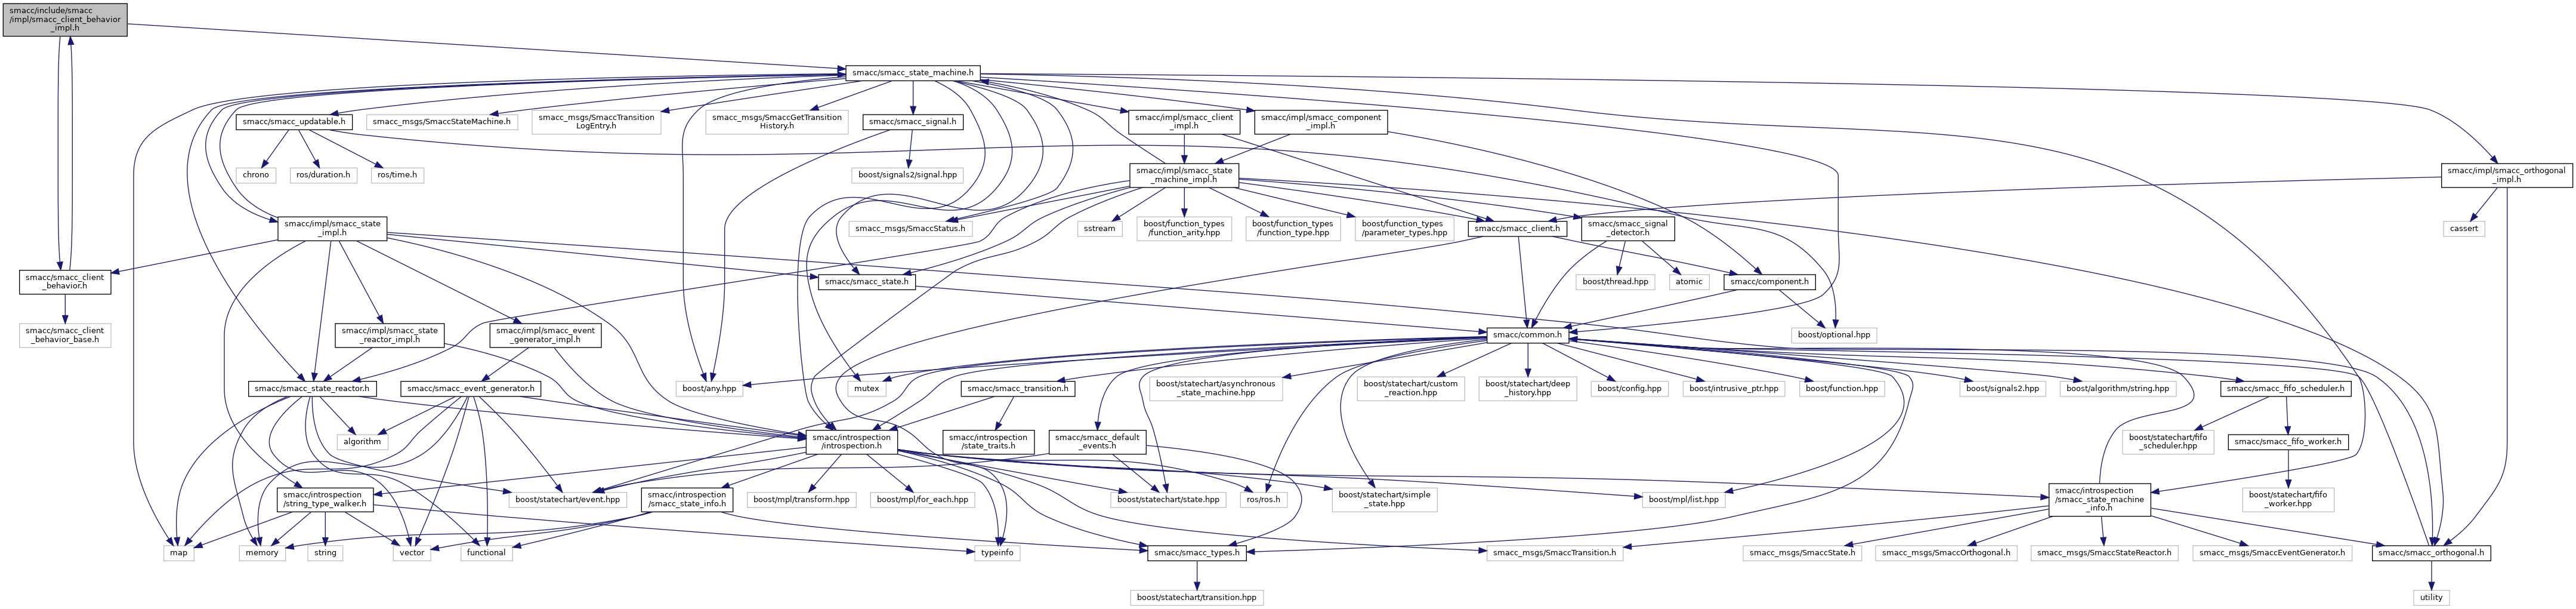 smacc/include/smacc
/impl/smacc_client_behavior
_impl.h
smacc/smacc_state_machine.h
smacc/smacc_updatable.h
smacc_msgs/SmaccStateMachine.h
smacc_msgs/SmaccTransition
LogEntry.h
smacc_msgs/SmaccGetTransition
History.h
smacc/smacc_signal.h
smacc/impl/smacc_client
_impl.h
smacc/impl/smacc_component
_impl.h
chrono
ros/duration.h
ros/time.h
boost/signals2/signal.hpp
smacc/impl/smacc_state
_machine_impl.h
smacc/impl/smacc_orthogonal
_impl.h
smacc/impl/smacc_state
_impl.h
smacc_msgs/SmaccStatus.h
sstream
boost/function_types
/function_arity.hpp
boost/function_types
/function_type.hpp
boost/function_types
/parameter_types.hpp
smacc/smacc_client.h
smacc/smacc_signal
_detector.h
cassert
smacc/smacc_client
_behavior.h
smacc/smacc_state.h
boost/thread.hpp
atomic
smacc/component.h
smacc/smacc_client
_behavior_base.h
smacc/impl/smacc_state
_reactor_impl.h
smacc/impl/smacc_event
_generator_impl.h
smacc/common.h
boost/optional.hpp
smacc/smacc_state_reactor.h
smacc/smacc_event_generator.h
boost/any.hpp
mutex
smacc/smacc_transition.h
boost/statechart/asynchronous
_state_machine.hpp
boost/statechart/custom
_reaction.hpp
boost/statechart/deep
_history.hpp
boost/config.hpp
boost/intrusive_ptr.hpp
boost/function.hpp
boost/signals2.hpp
boost/algorithm/string.hpp
smacc/smacc_fifo_scheduler.h
algorithm
smacc/introspection
/introspection.h
smacc/introspection
/state_traits.h
smacc/smacc_default
_events.h
boost/statechart/fifo
_scheduler.hpp
smacc/smacc_fifo_worker.h
smacc/introspection
/string_type_walker.h
boost/statechart/event.hpp
smacc/introspection
/smacc_state_info.h
boost/mpl/transform.hpp
boost/mpl/for_each.hpp
boost/statechart/state.hpp
ros/ros.h
boost/statechart/simple
_state.hpp
boost/mpl/list.hpp
smacc/introspection
/smacc_state_machine
_info.h
boost/statechart/fifo
_worker.hpp
map
memory
string
vector
functional
typeinfo
smacc/smacc_types.h
smacc_msgs/SmaccTransition.h
smacc_msgs/SmaccState.h
smacc_msgs/SmaccOrthogonal.h
smacc_msgs/SmaccStateReactor.h
smacc_msgs/SmaccEventGenerator.h
smacc/smacc_orthogonal.h
boost/statechart/transition.hpp
utility